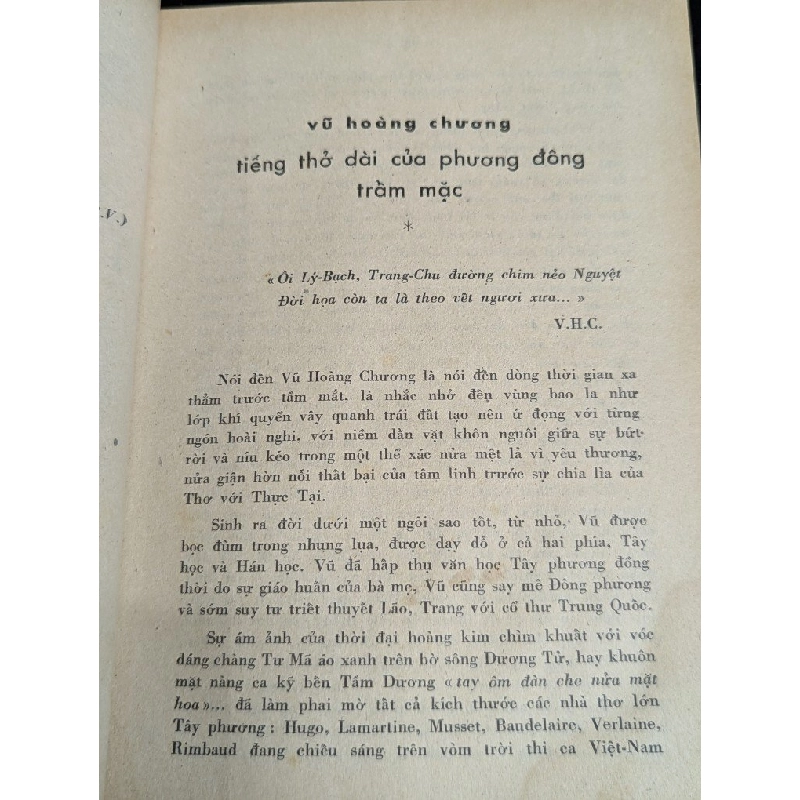 vũ hoàng chương
tiếng thở dài của phương đông
trầm mặc
*
« Ôi Lý-Bạch, Trang-Chu đường chim nẻo Nguyệt
Đời họa còn ta là theo vết người xưa... »
V.H.C.
Nói đến Vũ Hoàng Chương là nói đến dòng thời gian xa
thẳm trước tầm mắt, là nhắc nhở đến vùng bao la như
lớp khí quyển vây quanh trái đất tạo nên ứ đọng với từng
ngón hoài nghi, với niềm dằn vặt khôn nguôi giữa sự bứt
rời và níu kéo trong một thể xác nửa mệt lả vì yêu thương,
nửa giận hờn nỗi thất bại của tâm linh trước sự chia lìa của
Thơ với Thực Tại.
Sinh ra đời dưới một ngôi sao tốt, từ nhỏ, Vũ được
bọc đùm trong nhung lụa, được dạy dỗ ở cả hai phía, Tây
học và Hán học. Vũ đã hấp thụ văn học Tây phương đồng
thời do sự giáo huấn của bà mẹ, Vũ cũng say mê Đông phương
và sớm suy tư triết thuyết Lão, Trang với cổ thư Trung Quốc.
Sự ám ảnh của thời đại hoàng kim chìm khuất với vóc
dáng chàng Tư Mã áo xanh trên bờ sông Dương Tử, hay khuôn
mặt nàng ca kỹ bến Tầm Dương «tay ôm đàn che nửa mặt
hoa»... đã làm phai mờ tất cả kích thước các nhà thơ lớn
Tây phương : Hugo, Lamartine, Musset, Baudelaire, Verlaine,
Rimbaud đang chiếu sáng trên vòm trời thi ca Việt-Nam